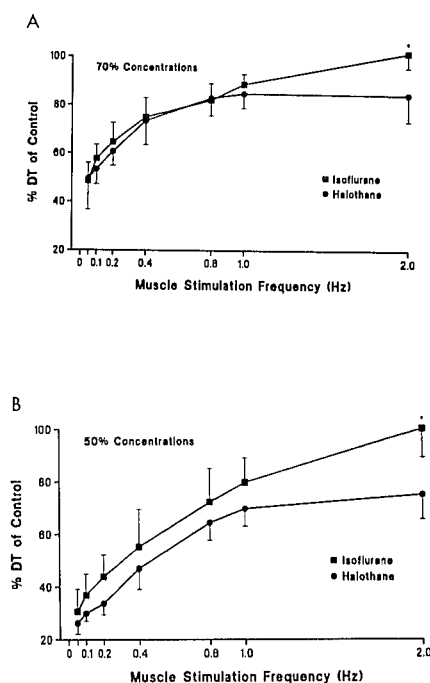 A
70% Concentrations
% DT of Control
100
80
60
40
20
Isoflurane
Halothane
0 0.1 0.2 0.4 0.8 1.0 2.0
Muscle Stimulation Frequency (Hz)
B
50% Concentrations
% DT of Control
100
80
60
40
20
Isoflurane
Halothane
0 0.1 0.2 0.4 0.8 1.0 2.0
Muscle Stimulation Frequency (Hz)